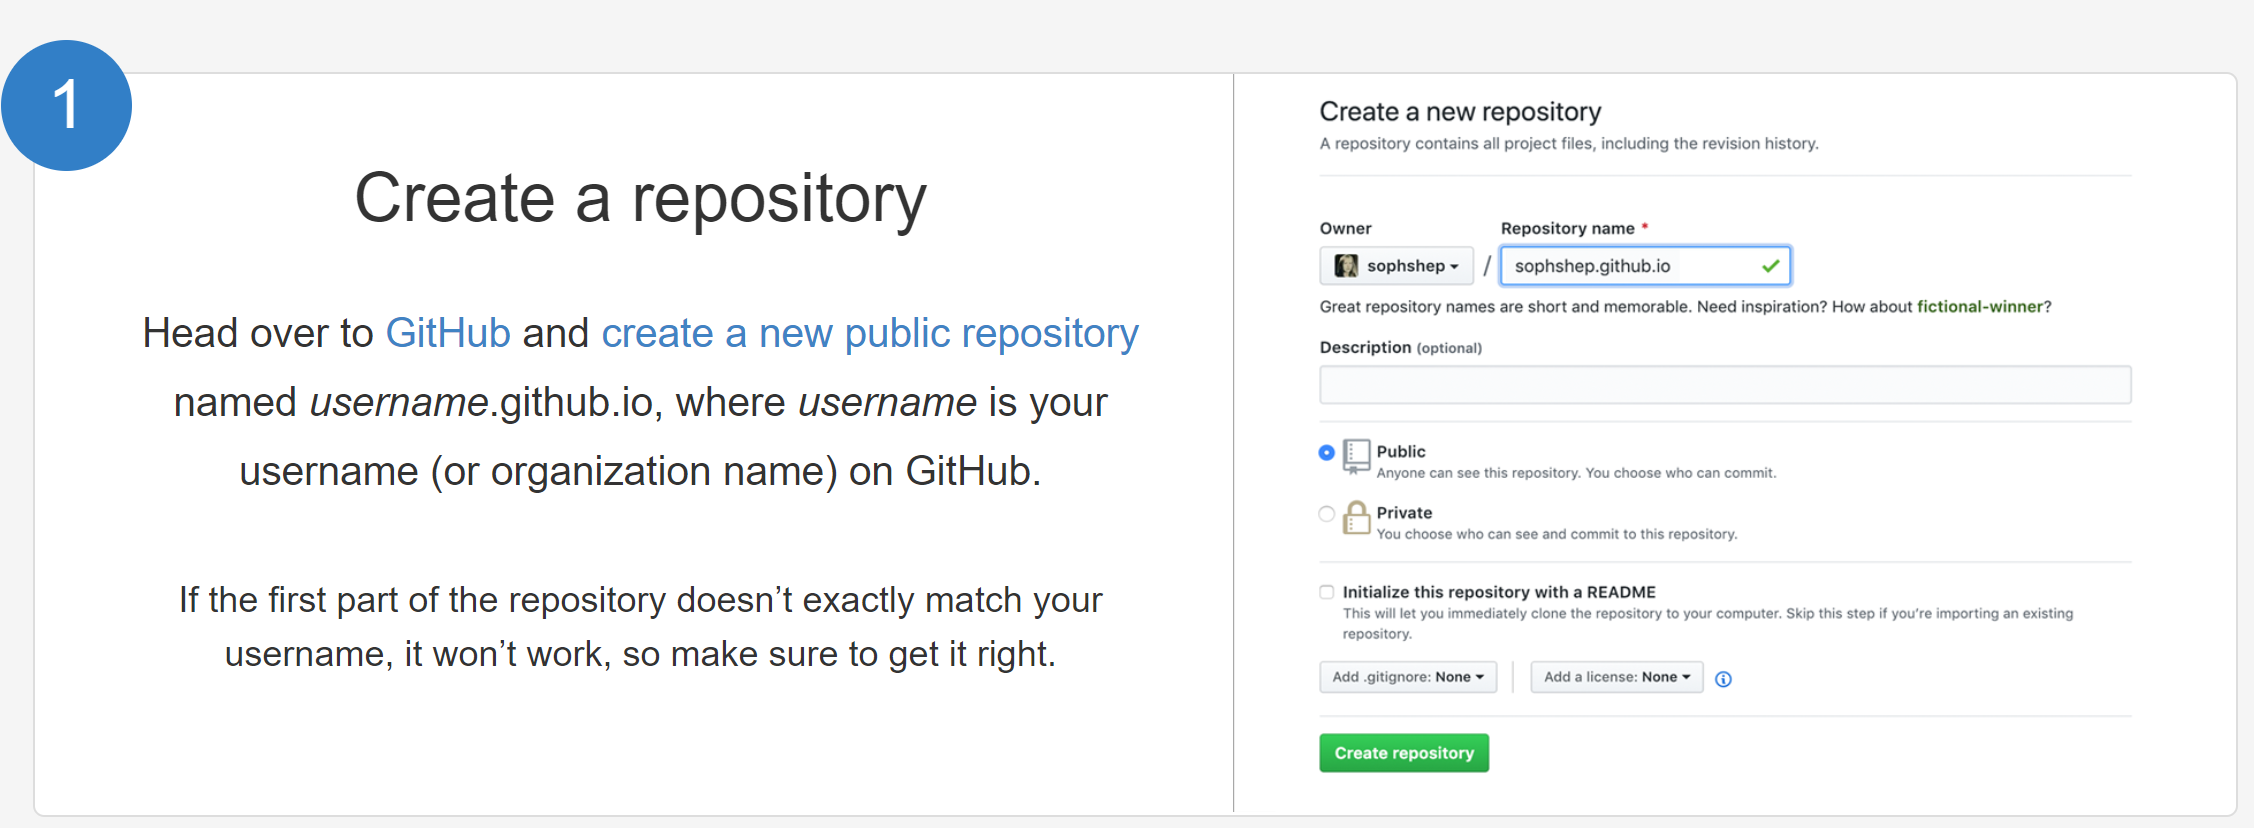 1
Create a repository
Head over to GitHub and create a new public repository
named username.github.io, where username is your
username (or organization name) on GitHub.
If the first part of the repository doesn’t exactly match your
username, it won’t work, so make sure to get it right.
Create a new repository
A repository contains all project files, including the revision history.
Owner Repository name *
sophshep / sophshep.github.io
Great repository names are short and memorable. Need inspiration? How about fictional-winner?
Description (optional)
Public
Anyone can see this repository. You choose who can commit.
Private
You choose who can see and commit to this repository.
Initialize this repository with a README
This will let you immediately clone the repository to your computer. Skip this step if you’re importing an existing
repository.
Add .gitignore: None Add a license: None
Create repository